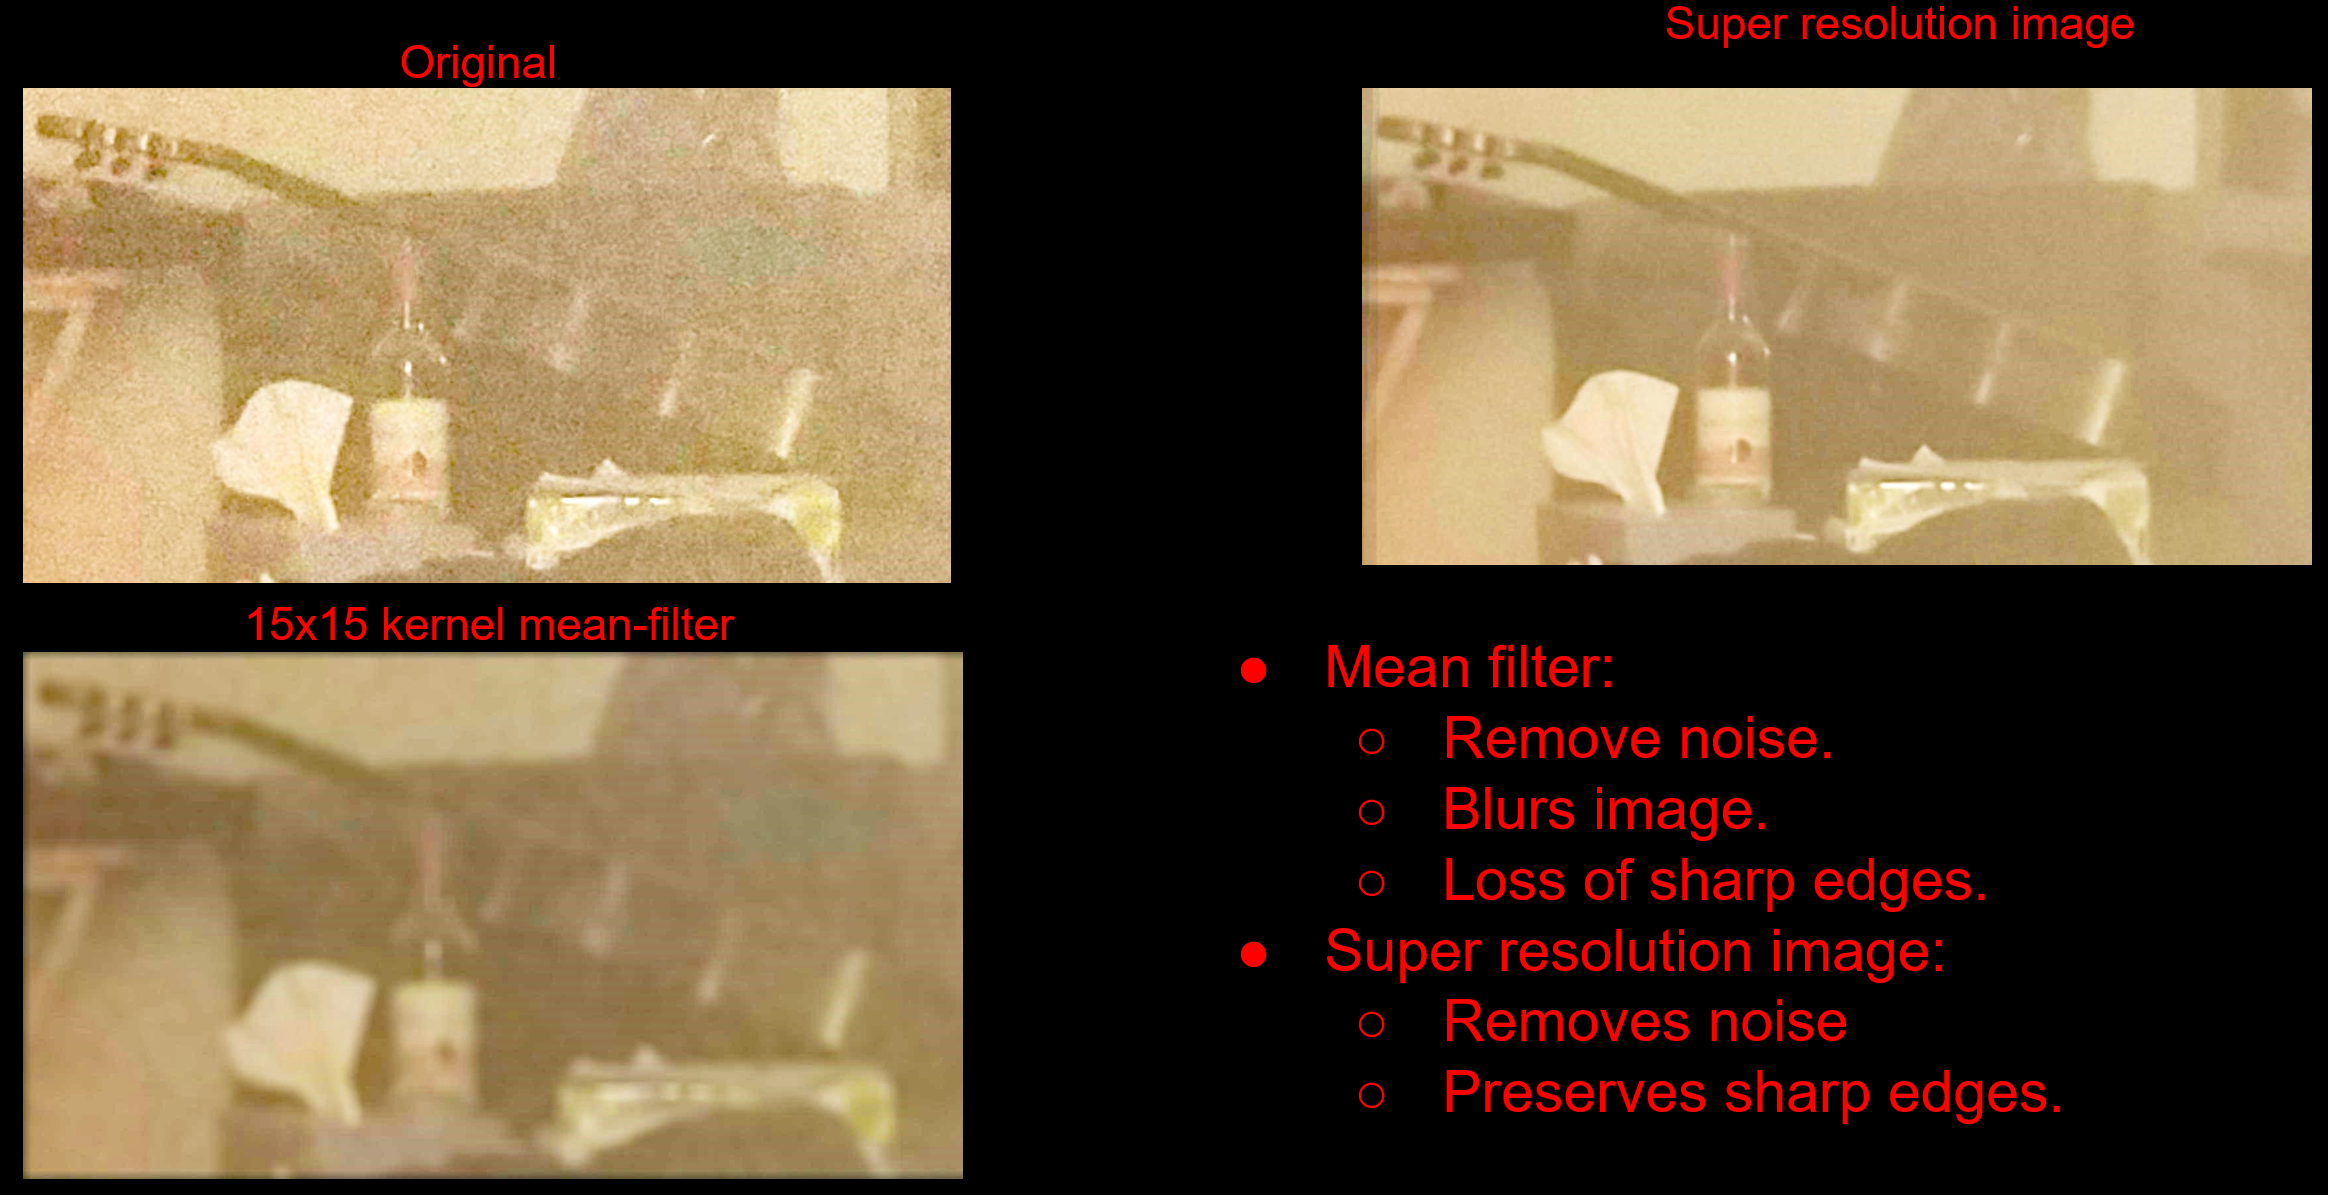 Original
Super resolution image
15x15 kernel mean-filter
● Mean filter:
○ Remove noise.
○ Blurs image.
○ Loss of sharp edges.
● Super resolution image:
○ Removes noise
○ Preserves sharp edges.